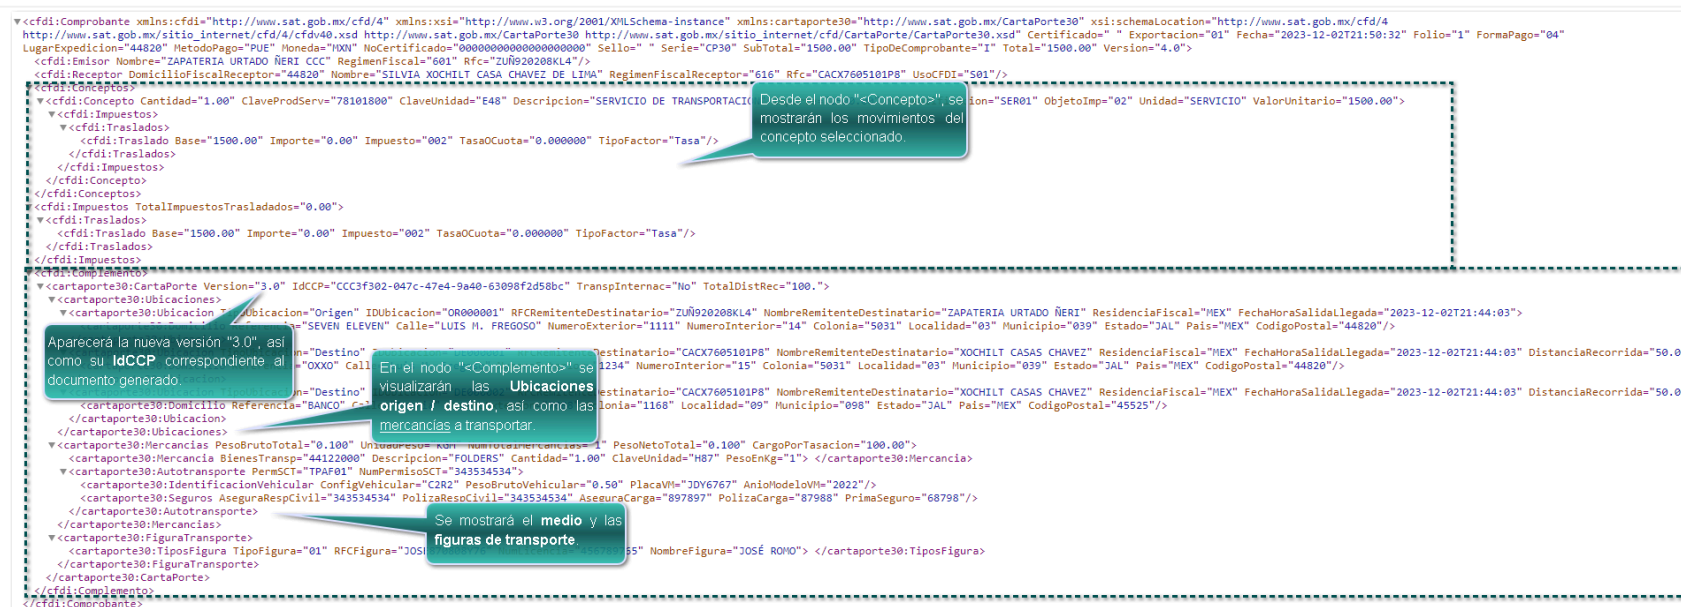 ▼<cfdi:Comprobante xmlns:cfdi="http://www.sat.gob.mx/cfd/4" xmlns:xsi="http://www.w3.org/2001/XMLSchema-instance" xmlns:cartaporte30="http://www.sat.gob.mx/CartaPorte30" xsi:schemaLocation="http://www.sat.gob.mx/cfd/4
http://www.sat.gob.mx/sitio_internet/cfd/4/cfdv40.xsd http://www.sat.gob.mx/CartaPorte30 http://www.sat.gob.mx/sitio_internet/cfd/CartaPorte/CartaPorte30.xsd" Certificado=" " Exportacion="01" Fecha="2023-12-02T21:50:32" Folio="1" FormaPago="04"
LugarExpedicion="44820" MetodoPago="PUE" Moneda="MXN" NoCertificado="00000000000000000000" Sello=" " Serie="CP30" SubTotal="1500.00" TipoDeComprobante="I" Total="1500.00" Version="4.0">
<cfdi:Emisor Nombre="ZAPATERIA URTADO ÑERI CCC" RegimenFiscal="601" Rfc="ZUÑ920208KL4"/>
<cfdi:Receptor DomicilioFiscalReceptor="44820" Nombre="SILVIA XOCHILT CASA CHAVEZ DE LIMA" RegimenFiscalReceptor="616" Rfc="CACX7605101P8" UsoCFDI="S01"/>
▼<cfdi:Conceptos>
▼<cfdi:Concepto Cantidad="1.00" ClaveProdServ="78101800" ClaveUnidad="E48" Descripcion="SERVICIO DE TRANSPORTACI ion="SER01" ObjetoImp="02" Unidad="SERVICIO" ValorUnitario="1500.00">
▼<cfdi:Impuestos>
▼<cfdi:Traslados>
<cfdi:Traslado Base="1500.00" Importe="0.00" Impuesto="002" TasaOCuota="0.000000" TipoFactor="Tasa"/>
</cfdi:Traslados>
</cfdi:Impuestos>
</cfdi:Concepto>
</cfdi:Conceptos>
Desde el nodo "<Concepto>", se
mostrarán los movimientos del
concepto seleccionado.
▼<cfdi:Impuestos TotalImpuestosTrasladados="0.00">
▼<cfdi:Traslados>
<cfdi:Traslado Base="1500.00" Importe="0.00" Impuesto="002" TasaOCuota="0.000000" TipoFactor="Tasa"/>
</cfdi:Traslados>
</cfdi:Impuestos>
▼<cfdi:Complemento>
▼<cartaporte30:CartaPorte Version="3.0" IdCCP="CCC3f302-047c-47e4-9a40-63098f2d58bc" TranspInternac="No" TotalDistRec="100.">
▼<cartaporte30:Ubicaciones>
▼<cartaporte30:Ubicacion TipoUbicacion="Origen" IDUbicacion="OR000001" RFCRemitenteDestinatario="ZUÑ920208KL4" NombreRemitenteDestinatario="ZAPATERIA URTADO ÑERI" ResidenciaFiscal="MEX" FechaHoraSalidaLlegada="2023-12-02T21:44:03">
<cartaporte30:Domicilio Referencia="SEVEN ELEVEN" Calle="LUIS M. FREGOSO" NumeroExterior="1111" NumeroInterior="14" Colonia="5031" Localidad="03" Municipio="039" Estado="JAL" Pais="MEX" CodigoPostal="44820"/>
Aparecerá la nueva versión "3.0", así
como su IdCCP correspondiente al
documento generado.
on="Destino" Destinatario="CACX7605101P8" NombreRemitenteDestinatario="XOCHILT CASAS CHAVEZ" ResidenciaFiscal="MEX" FechaHoraSalidaLlegada="2023-12-02T21:44:03" DistanciaRecorrida="50.0
="OXXO" Call 1234" NumeroInterior="15" Colonia="5031" Localidad="03" Municipio="039" Estado="JAL" Pais="MEX" CodigoPostal="44820"/>
on="Destino" enteDestinatario="CACX7605101P8" NombreRemitenteDestinatario="XOCHILT CASAS CHAVEZ" ResidenciaFiscal="MEX" FechaHoraSalidaLlegada="2023-12-02T21:44:03" DistanciaRecorrida="50.0
<cartaporte30:Domicilio Referencia="BANCO" Cal lonia="1168" Localidad="09" Municipio="098" Estado="JAL" Pais="MEX" CodigoPostal="45525"/>
</cartaporte30:Ubicacion>
</cartaporte30:Ubicaciones>
En el nodo "<Complemento>" se
visualizarán las Ubicaciones
origen / destino, así como las
mercancías a transportar.
▼<cartaporte30:Mercancias PesoBrutoTotal="0.100" UnidadPeso="KGM" NumTotalMercancias="1" PesoNetoTotal="0.100" CargoPorTasacion="100.00">
<cartaporte30:Mercancia BienesTransp="44122000" Descripcion="FOLDERS" Cantidad="1.00" ClaveUnidad="H87" PesoEnKg="1"> </cartaporte30:Mercancia>
▼<cartaporte30:Autotransporte PermSCT="TPAF01" NumPermisoSCT="343534534">
<cartaporte30:IdentificacionVehicular ConfigVehicular="C2R2" PesoBrutoVehicular="0.50" PlacaVM="JDY6767" AnioModeloVM="2022"/>
<cartaporte30:Seguros AseguraRespCivil="343534534" PolizaRespCivil="343534534" AseguraCarga="897897" PolizaCarga="87988" PrimaSeguro="68798"/>
</cartaporte30:Autotransporte>
</cartaporte30:Mercancias>
Se mostrará el medio y las
figuras de transporte.
▼<cartaporte30:FiguraTransporte>
<cartaporte30:TiposFigura TipoFigura="01" RFCFigura="JOS 65" NombreFigura="JOSÉ ROMO"> </cartaporte30:TiposFigura>
</cartaporte30:FiguraTransporte>
</cartaporte30:CartaPorte>
</cfdi:Complemento>
</cfdi:Comprobante>